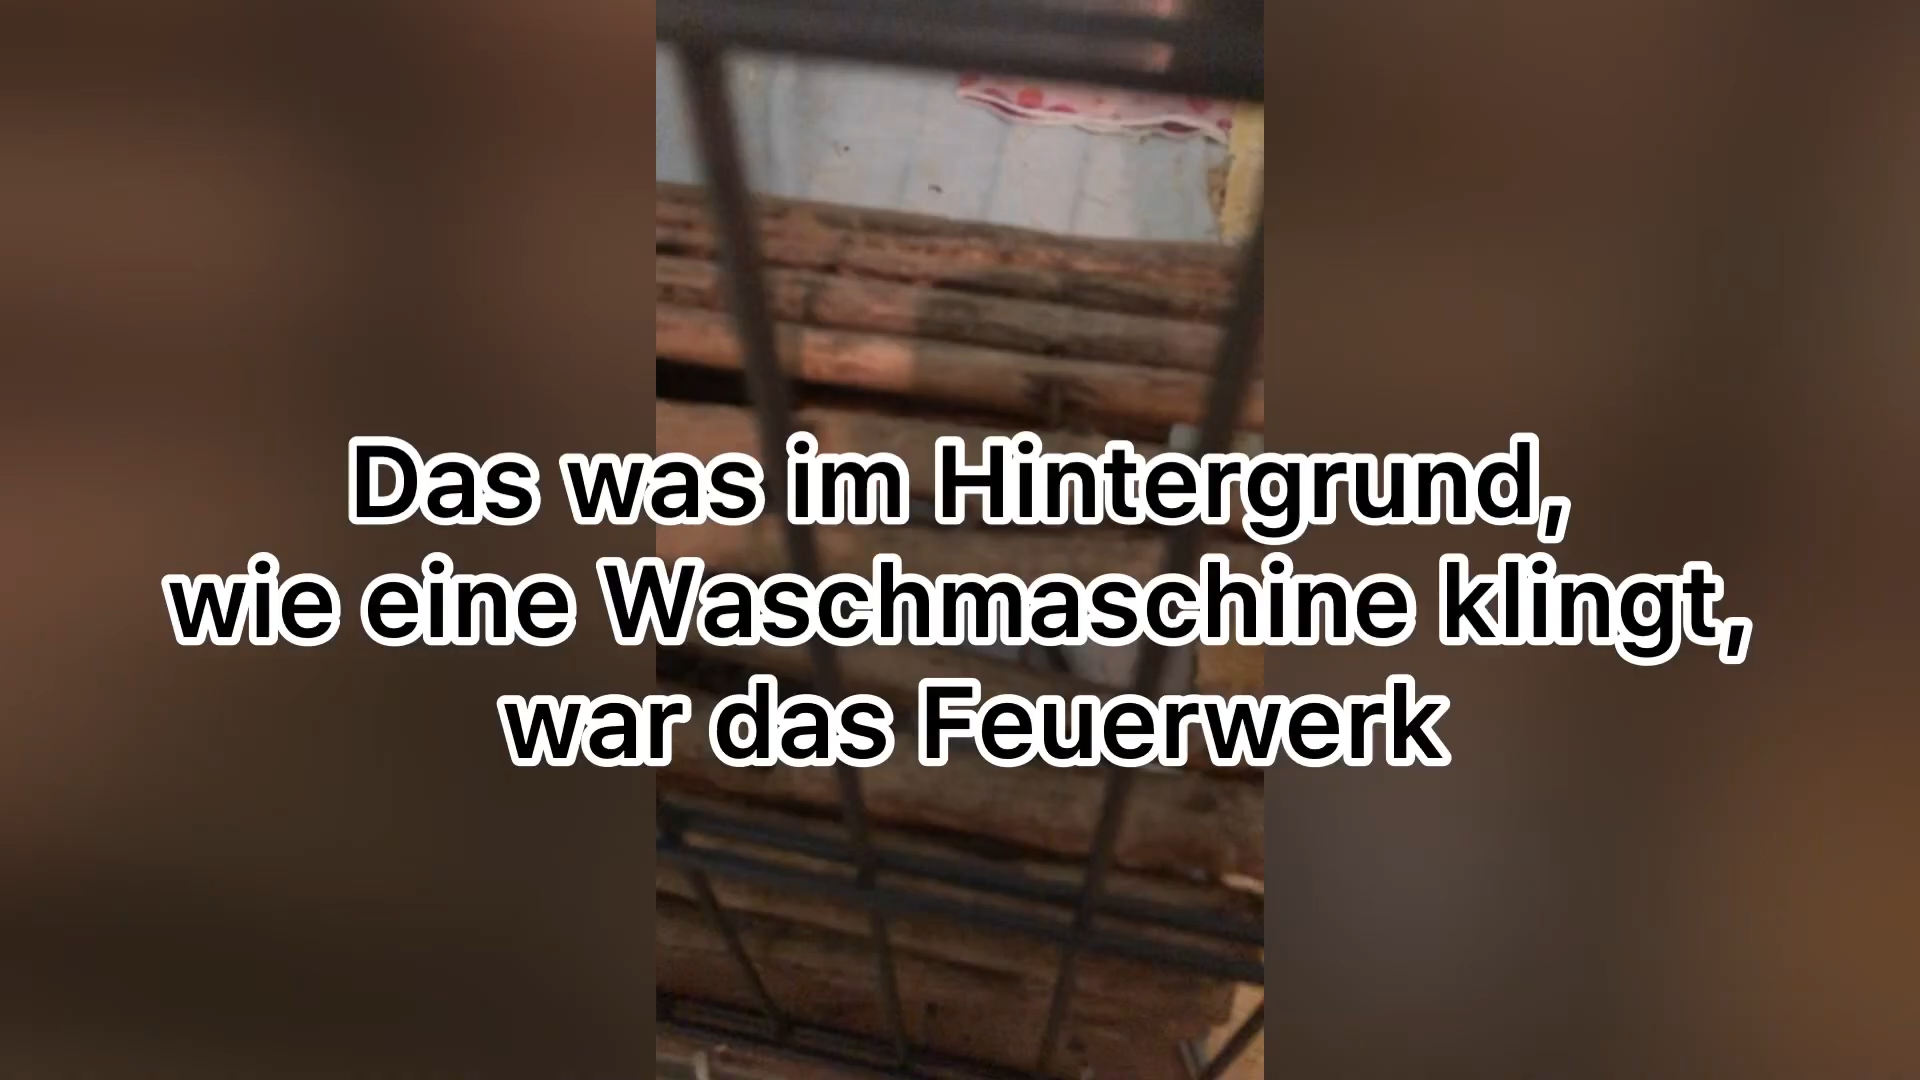 Das was im Hintergrund,
wie eine Waschmaschine klingt,
war das Feuerwerk